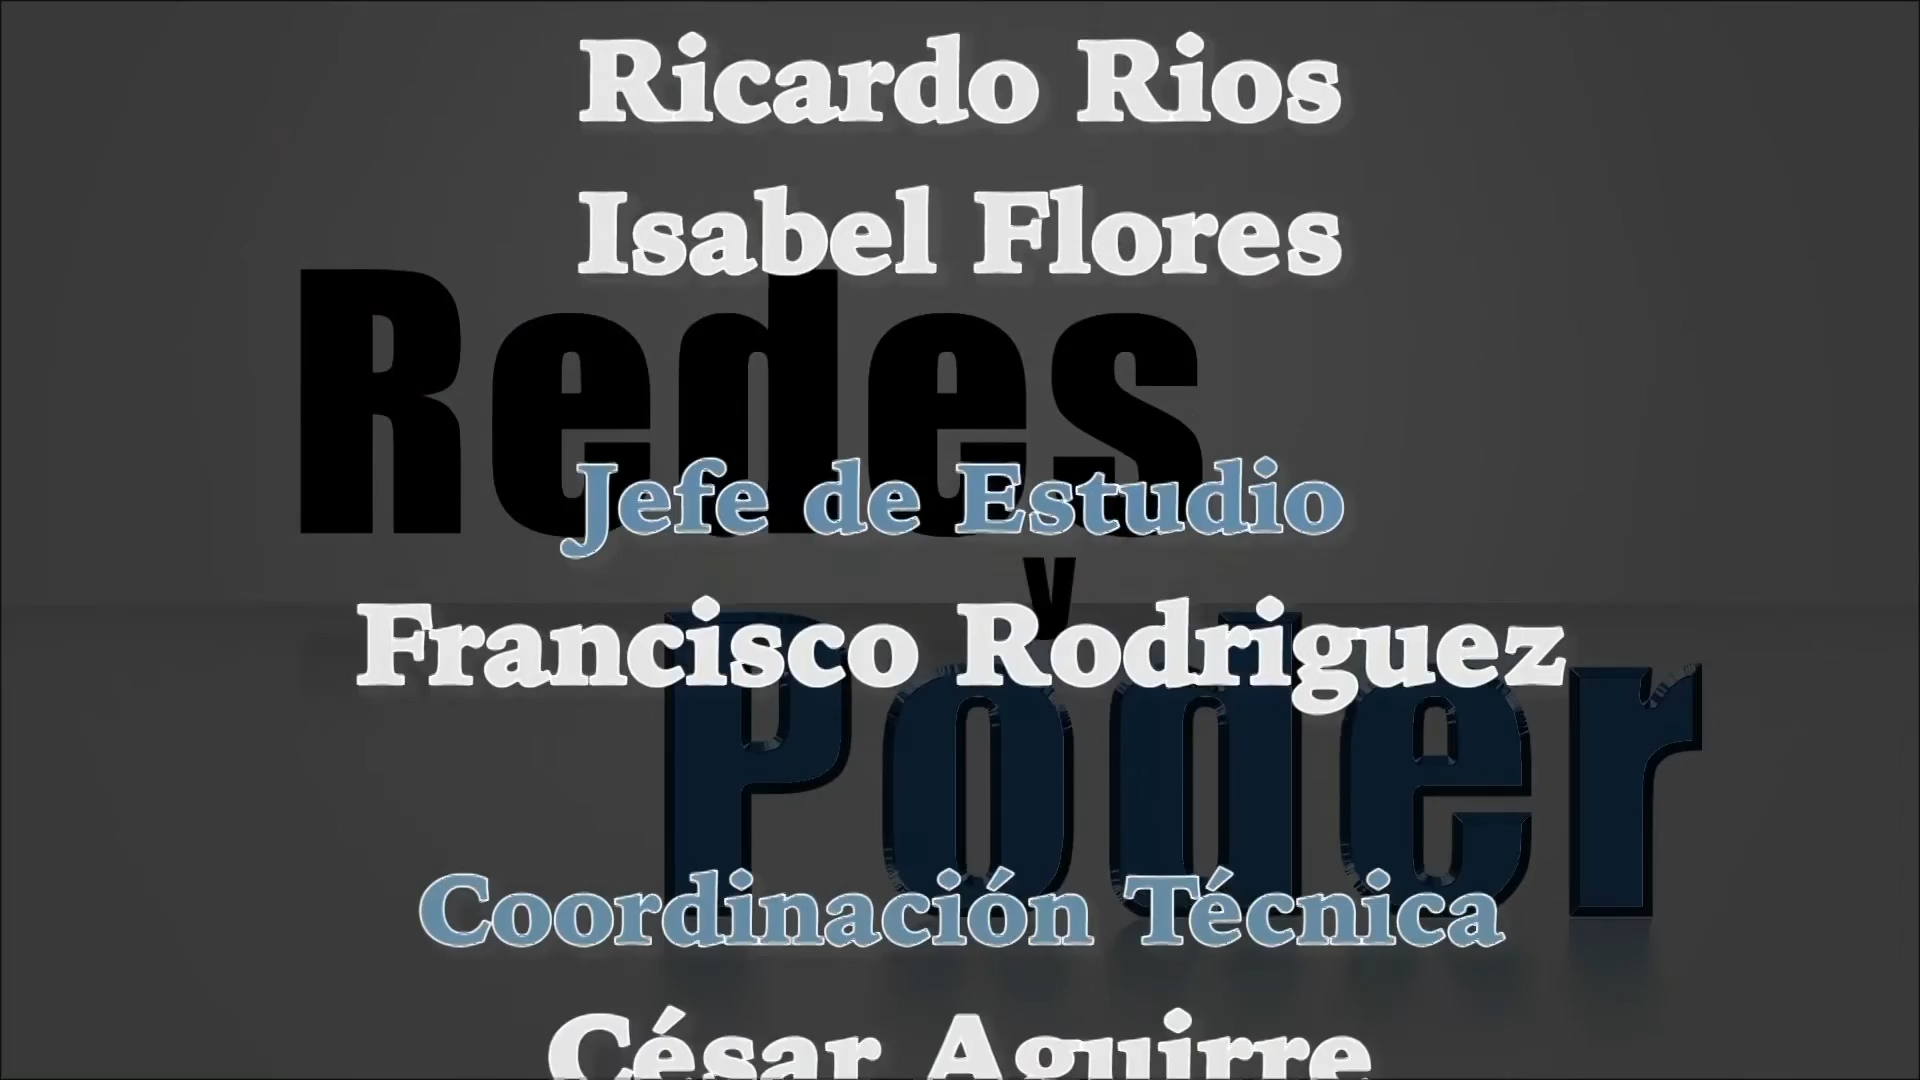 Ricardo Rios
Isabel Flores
Redes
Jefe de Estudio
y
Francisco Rodriguez
Poder
Coordinación Técnica
César Aguirre